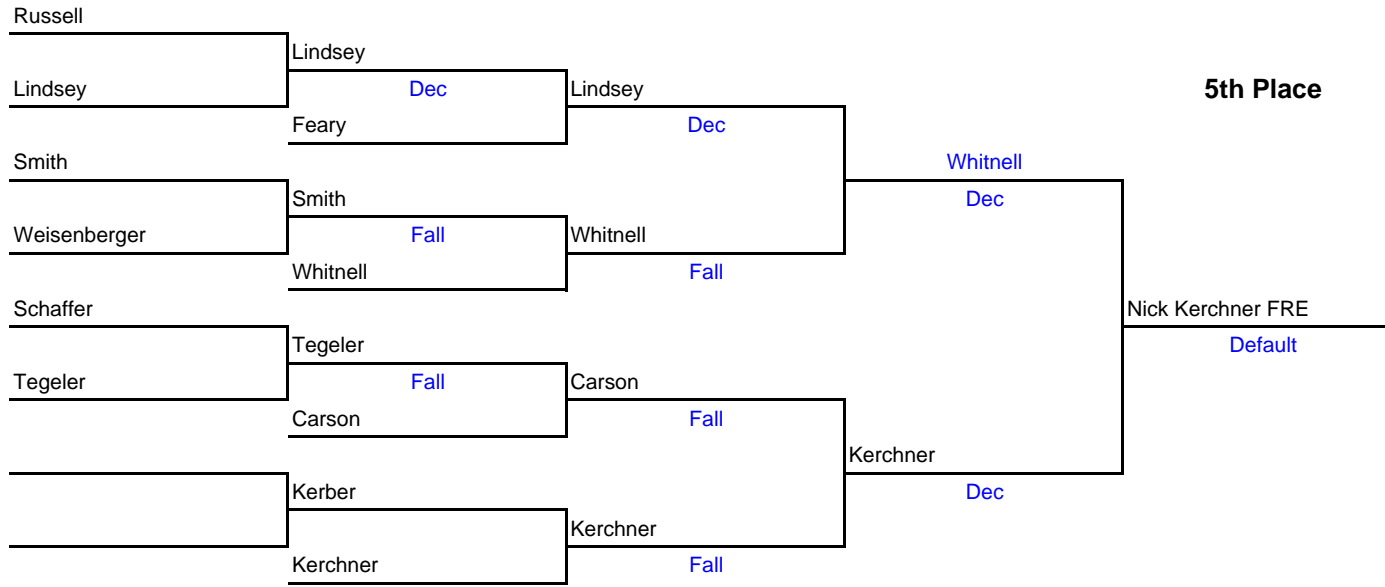 Russell
Lindsey
Lindsey
Dec
Lindsey
5th Place
Feary
Dec
Smith
Whitnell
Smith
Dec
Weisenberger
Fall
Whitnell
Whitnell
Fall
Schaffer
Nick Kerchner FRE
Tegeler
Default
Tegeler
Fall
Carson
Carson
Fall
Kerchner
Kerber
Dec
Kerchner
Kerchner
Fall